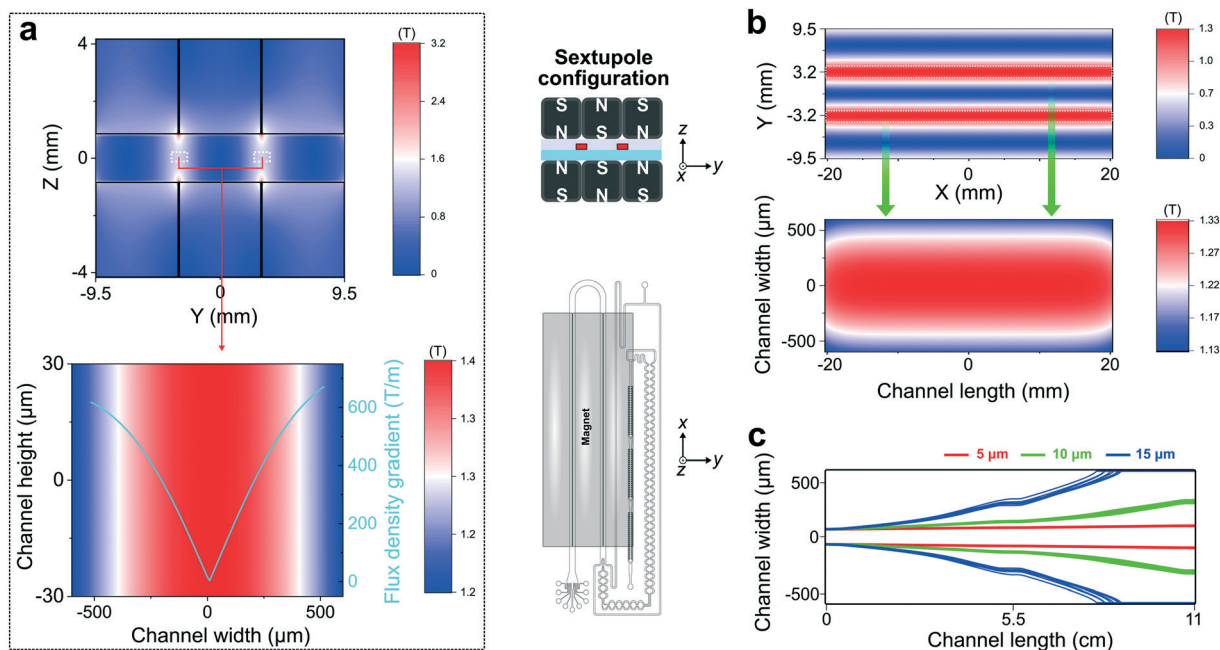 a
(T)
4
3.2
2.4
Z (mm)
0
1.6
0.8
-4
0
-9.5
0
9.5
Y (mm)
30
(T)
1.4
Channel height (µm)
600
1.3
0
400
1.3
200
1.2
0
-30
1.2
Flux density gradient (T/m)
-500
0
500
Channel width (µm)
Sextupole
configuration
S N S
N S N
N S N
S N S
z
x
y
Magnet
x
z
y
b
(T)
9.5
1.3
Y (mm)
3.2
1.0
0.7
-3.2
0.3
-9.5
0
-20
0
20
X (mm)
(T)
Channel width (µm)
500
1.33
1.28
0
1.22
1.17
-500
1.13
-20
0
20
Channel length (mm)
c
5 µm
10 µm
15 µm
Channel width (µm)
500
0
-500
0
5.5
11
Channel length (cm)